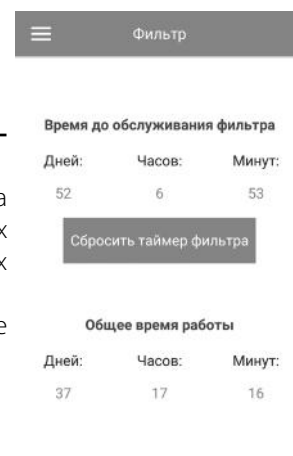 Фильтр
Время до обслуживания фильтра
Дней: Часов: Минут:
52 6 53
Сбросить таймер фильтра
Общее время работы
Дней: Часов: Минут:
37 17 16